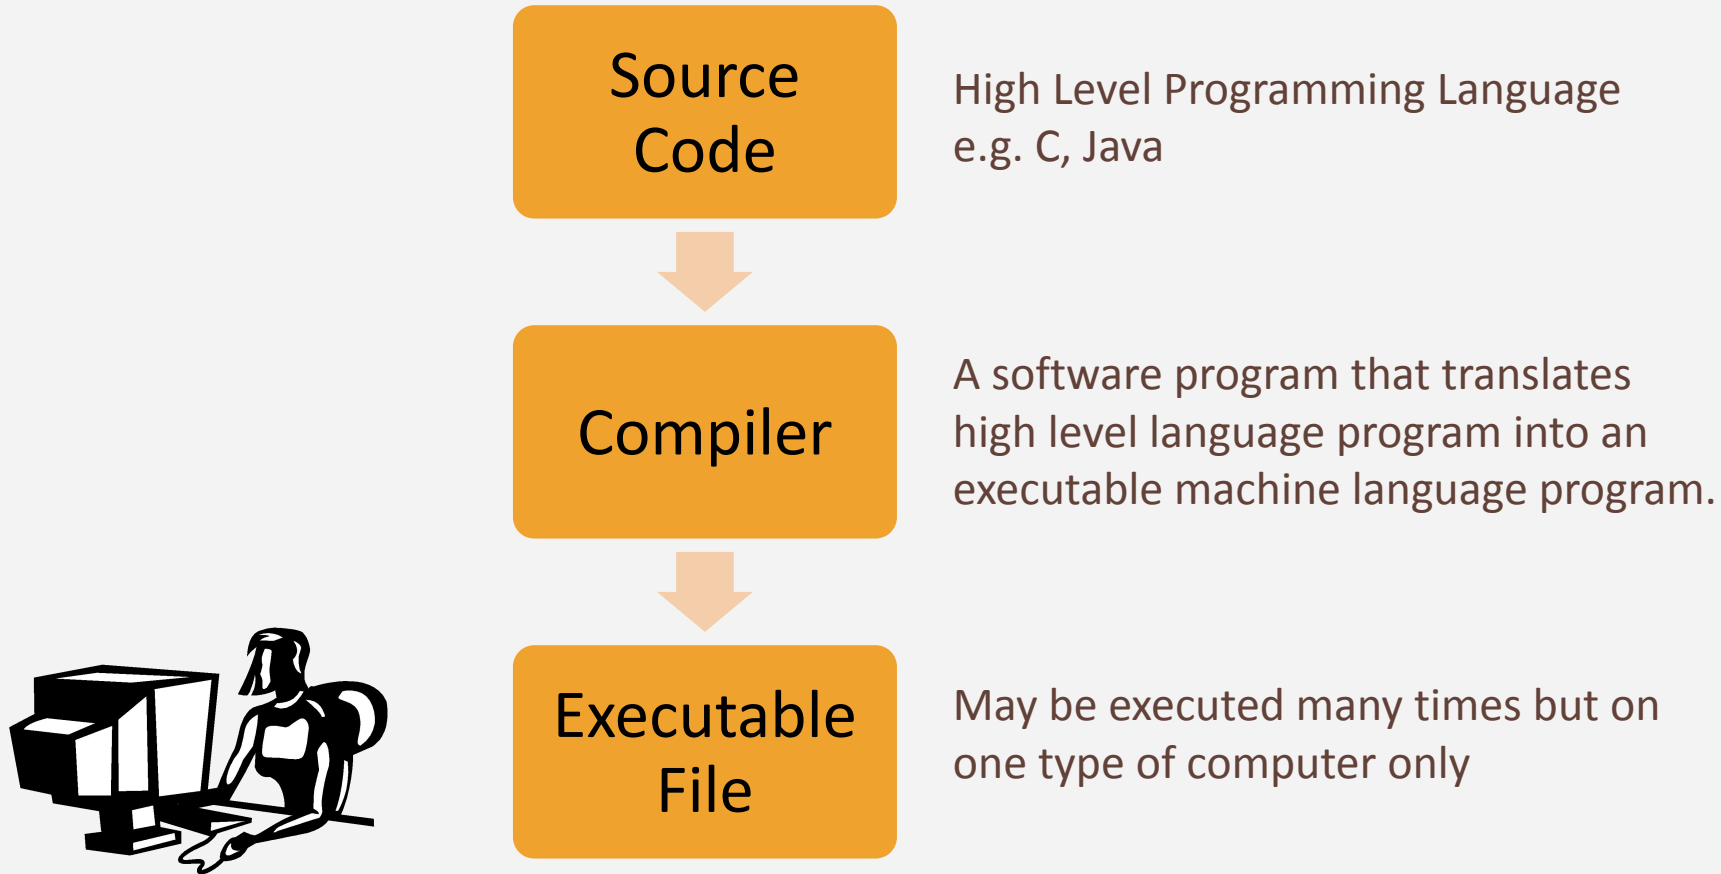 Source
Code
High Level Programming Language
e.g. C, Java
Compiler
A software program that translates
high level language program into an
executable machine language program.
Executable
File
May be executed many times but on
one type of computer only